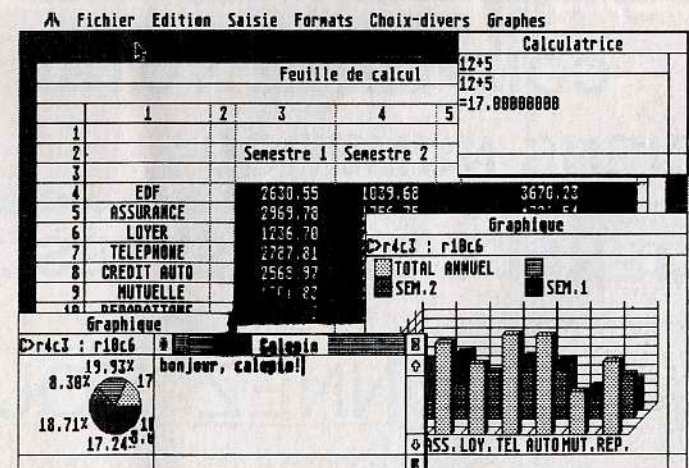 Fichier Edition Saisie Formats Choix-divers Graphes
Calculatrice
12+5
12+5
=17.00000000
Feuille de calcul
1 2 3 4 5
1
2 Semestre 1 Semestre 2
3
4 EDF 2630.55 1039.68 3670.23
5 ASSURANCE 2969.78
6 LOYER 1236.70
7 TELEPHONE 2787.81
8 CREDIT AUTO 2565.97
9 MUTUELLE
10
Graphique
r4c3 : r10c6
TOTAL ANNUEL
SEM.2 SEM.1
ASS. LOY. TEL AUTO MUT. REP.
Graphique
r4c3 : r10c6
19.93%
8.38% 17
18.71%
17.24%
Calepin
bonjour, calepin!